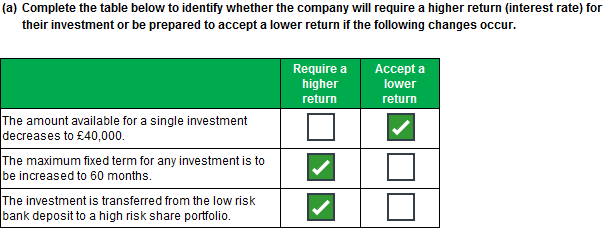 (a) Complete the table below to identify whether the company will require a higher return (interest rate) for
their investment or be prepared to accept a lower return if the following changes occur.
Require a
higher
return
Accept a
lower
return
The amount available for a single investment
decreases to £40,000.
The maximum fixed term for any investment is to
be increased to 60 months.
The investment is transferred from the low risk
bank deposit to a high risk share portfolio.